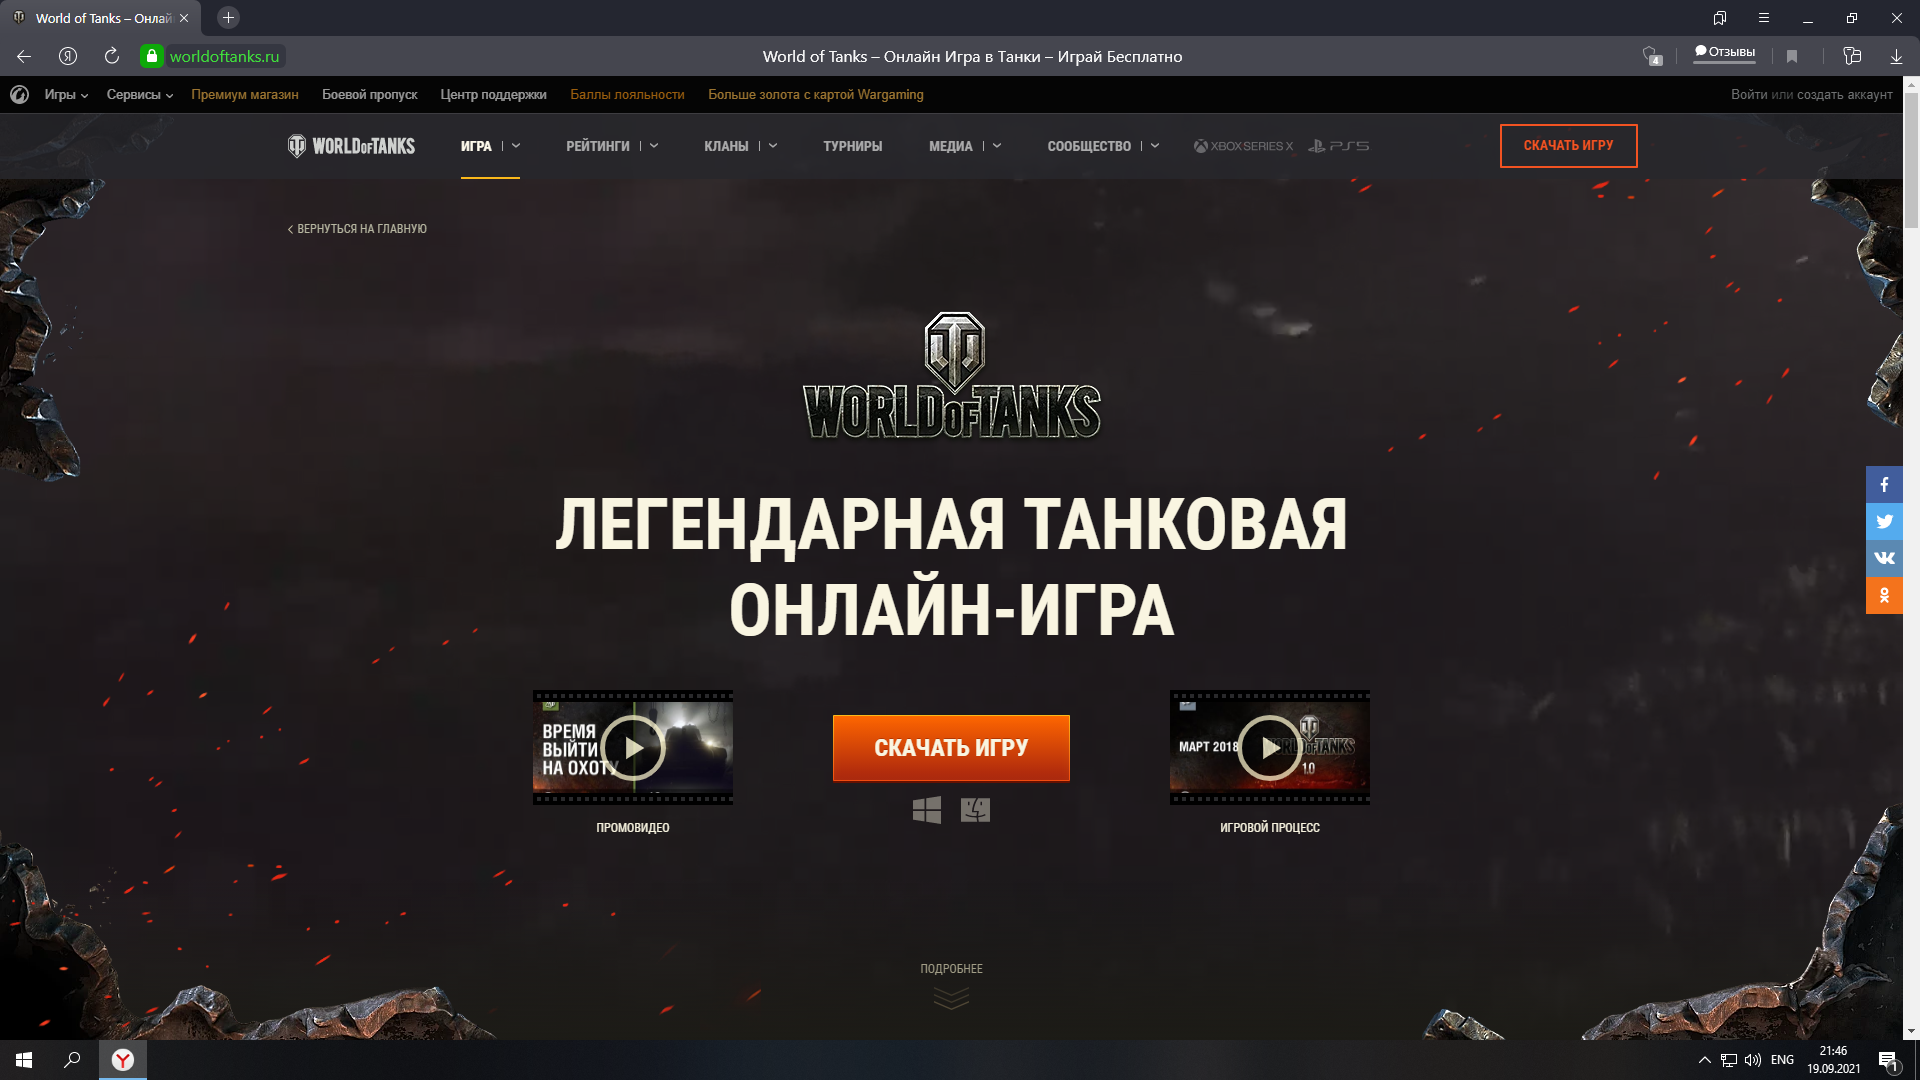 World of Tanks – Онлай
worldoftanks.ru
World of Tanks – Онлайн Игра в Танки – Играй Бесплатно
4
Отзывы
Игры
Сервисы
Премиум магазин
Боевой пропуск
Центр поддержки
Баллы лояльности
Больше золота с картой Wargaming
Войти или создать аккаунт
WORLD OF TANKS
ИГРА
РЕЙТИНГИ
КЛАНЫ
ТУРНИРЫ
МЕДИА
СООБЩЕСТВО
XBOX SERIES X
PS5
СКАЧАТЬ ИГРУ
ВЕРНУТЬСЯ НА ГЛАВНУЮ
WORLD OF TANKS
ЛЕГЕНДАРНАЯ ТАНКОВАЯ
ОНЛАЙН-ИГРА
ВРЕМЯ
ВЫЙТИ
НА ОХОТУ
ПРОМОВИДЕО
СКАЧАТЬ ИГРУ
МАРТ 2018
WORLD OF TANKS
1.0
ИГРОВОЙ ПРОЦЕСС
ПОДРОБНЕЕ
ENG
21:46
19.09.2021
1